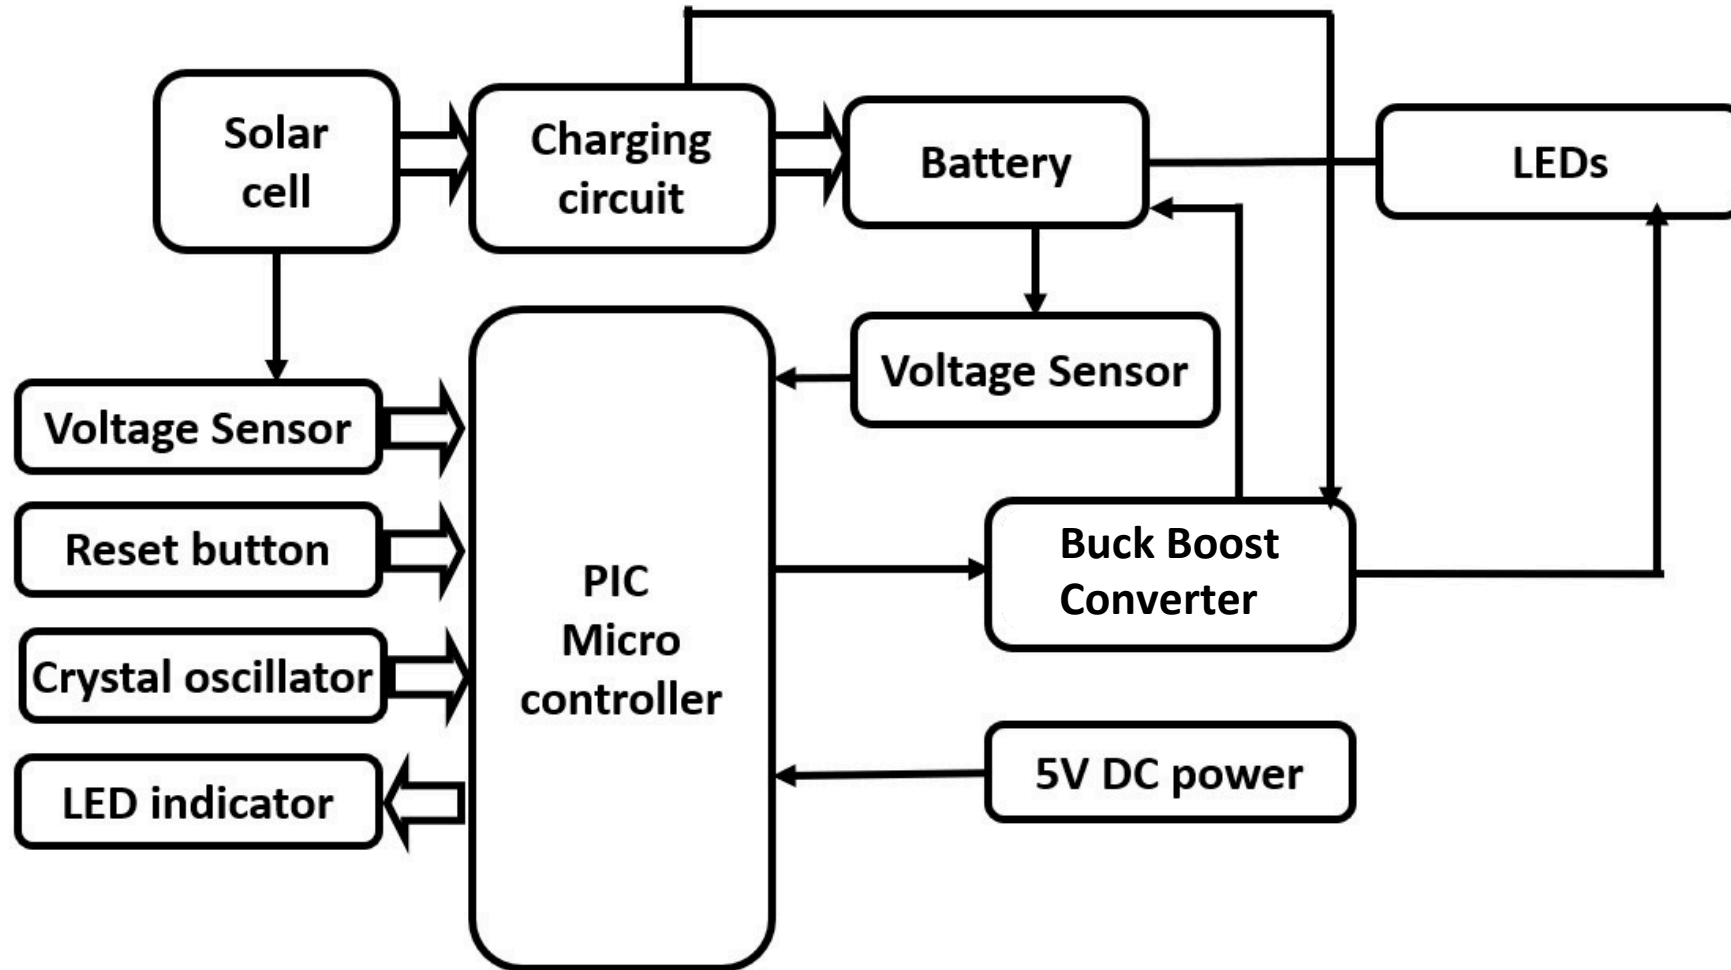 Solar
cell
Charging
circuit
Battery
LEDs
Voltage Sensor
Voltage Sensor
Reset button
Crystal oscillator
LED indicator
PIC
Micro
controller
Buck Boost
Converter
5V DC power